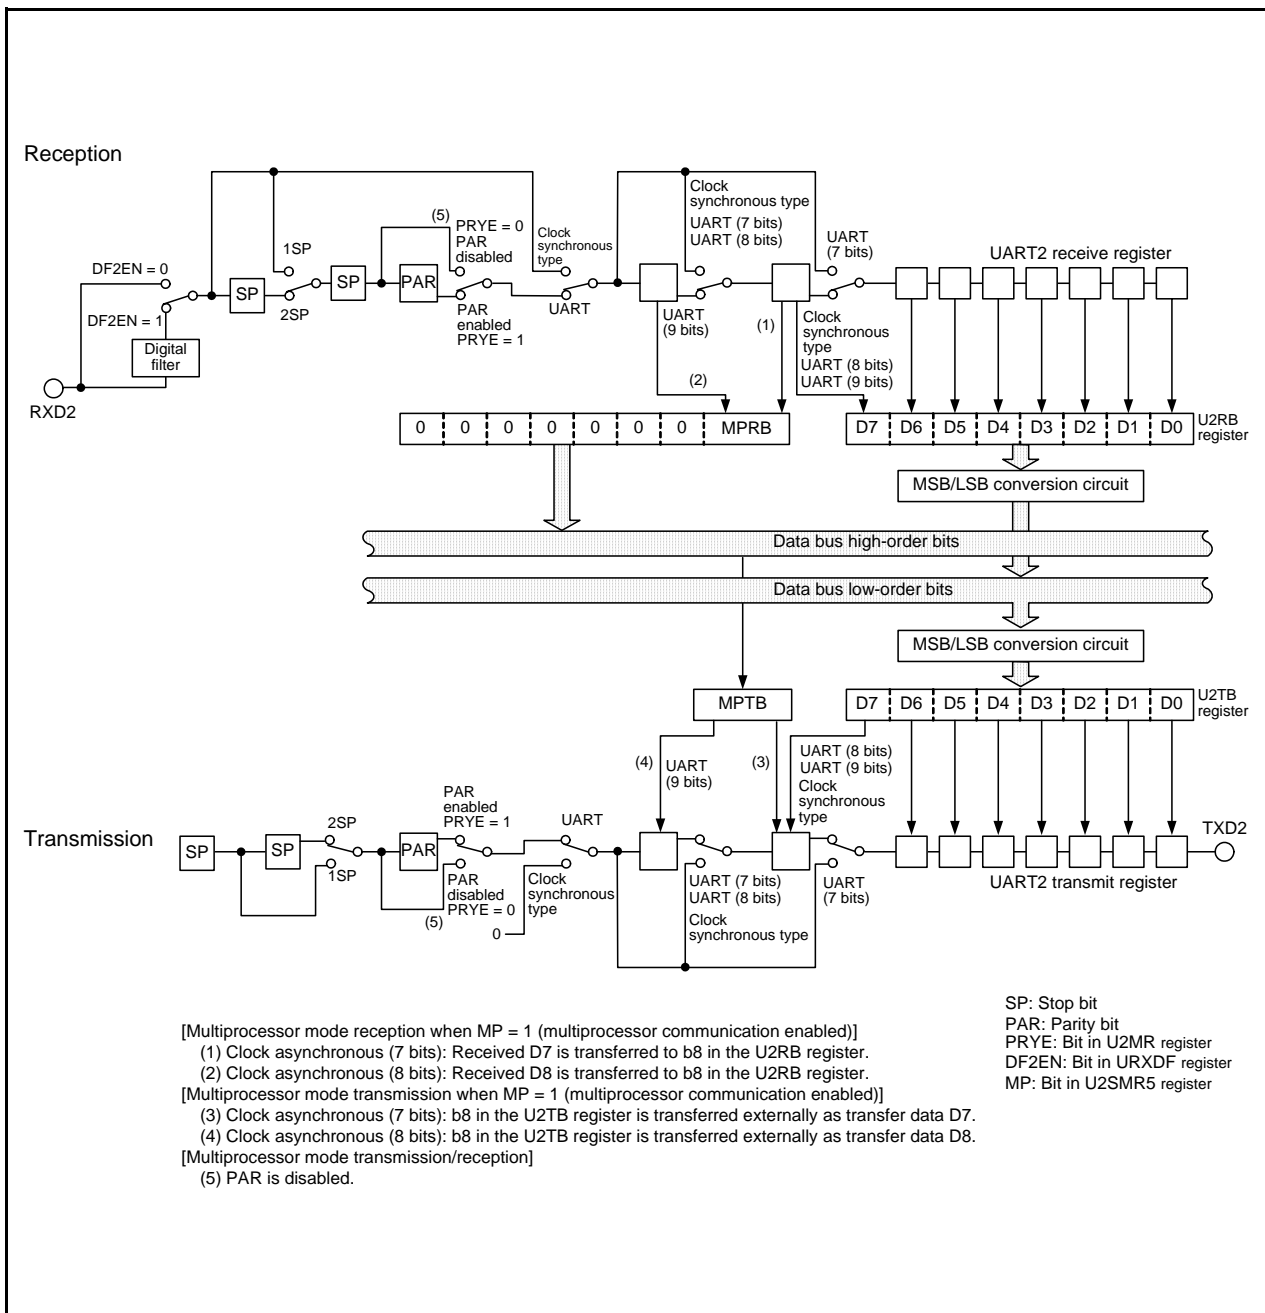 Reception
(5)
PRYE = 0
PAR
disabled
1SP
DF2EN = 0
SP
2SP
SP
PAR
Clock
synchronous
type
UART
PAR
enabled
PRYE = 1
DF2EN = 1
Digital
filter
RXD2
Clock
synchronous type
UART (7 bits)
UART (8 bits)
UART
(7 bits)
UART2 receive register
UART
(9 bits)
(1)
Clock
synchronous
type
UART (8 bits)
UART (9 bits)
(2)
0 0 0 0 0 0 0 MPRB
D7 D6 D5 D4 D3 D2 D1 D0
U2RB
register
MSB/LSB conversion circuit
Data bus high-order bits
Data bus low-order bits
MSB/LSB conversion circuit
MPTB
D7 D6 D5 D4 D3 D2 D1 D0
U2TB
register
(4)
UART
(9 bits)
(3)
UART (8 bits)
UART (9 bits)
Clock
synchronous
type
Transmission
SP
SP
2SP
1SP
PAR
PAR
enabled
PRYE = 1
PAR
disabled
PRYE = 0
(5)
0
UART
Clock
synchronous
type
UART (7 bits)
UART (8 bits)
Clock
synchronous type
UART
(7 bits)
TXD2
UART2 transmit register
[Multiprocessor mode reception when MP = 1 (multiprocessor communication enabled)]
(1) Clock asynchronous (7 bits): Received D7 is transferred to b8 in the U2RB register.
(2) Clock asynchronous (8 bits): Received D8 is transferred to b8 in the U2RB register.
[Multiprocessor mode transmission when MP = 1 (multiprocessor communication enabled)]
(3) Clock asynchronous (7 bits): b8 in the U2TB register is transferred externally as transfer data D7.
(4) Clock asynchronous (8 bits): b8 in the U2TB register is transferred externally as transfer data D8.
[Multiprocessor mode transmission/reception]
(5) PAR is disabled.
SP: Stop bit
PAR: Parity bit
PRYE: Bit in U2MR register
DF2EN: Bit in URXDF register
MP: Bit in U2SMR5 register